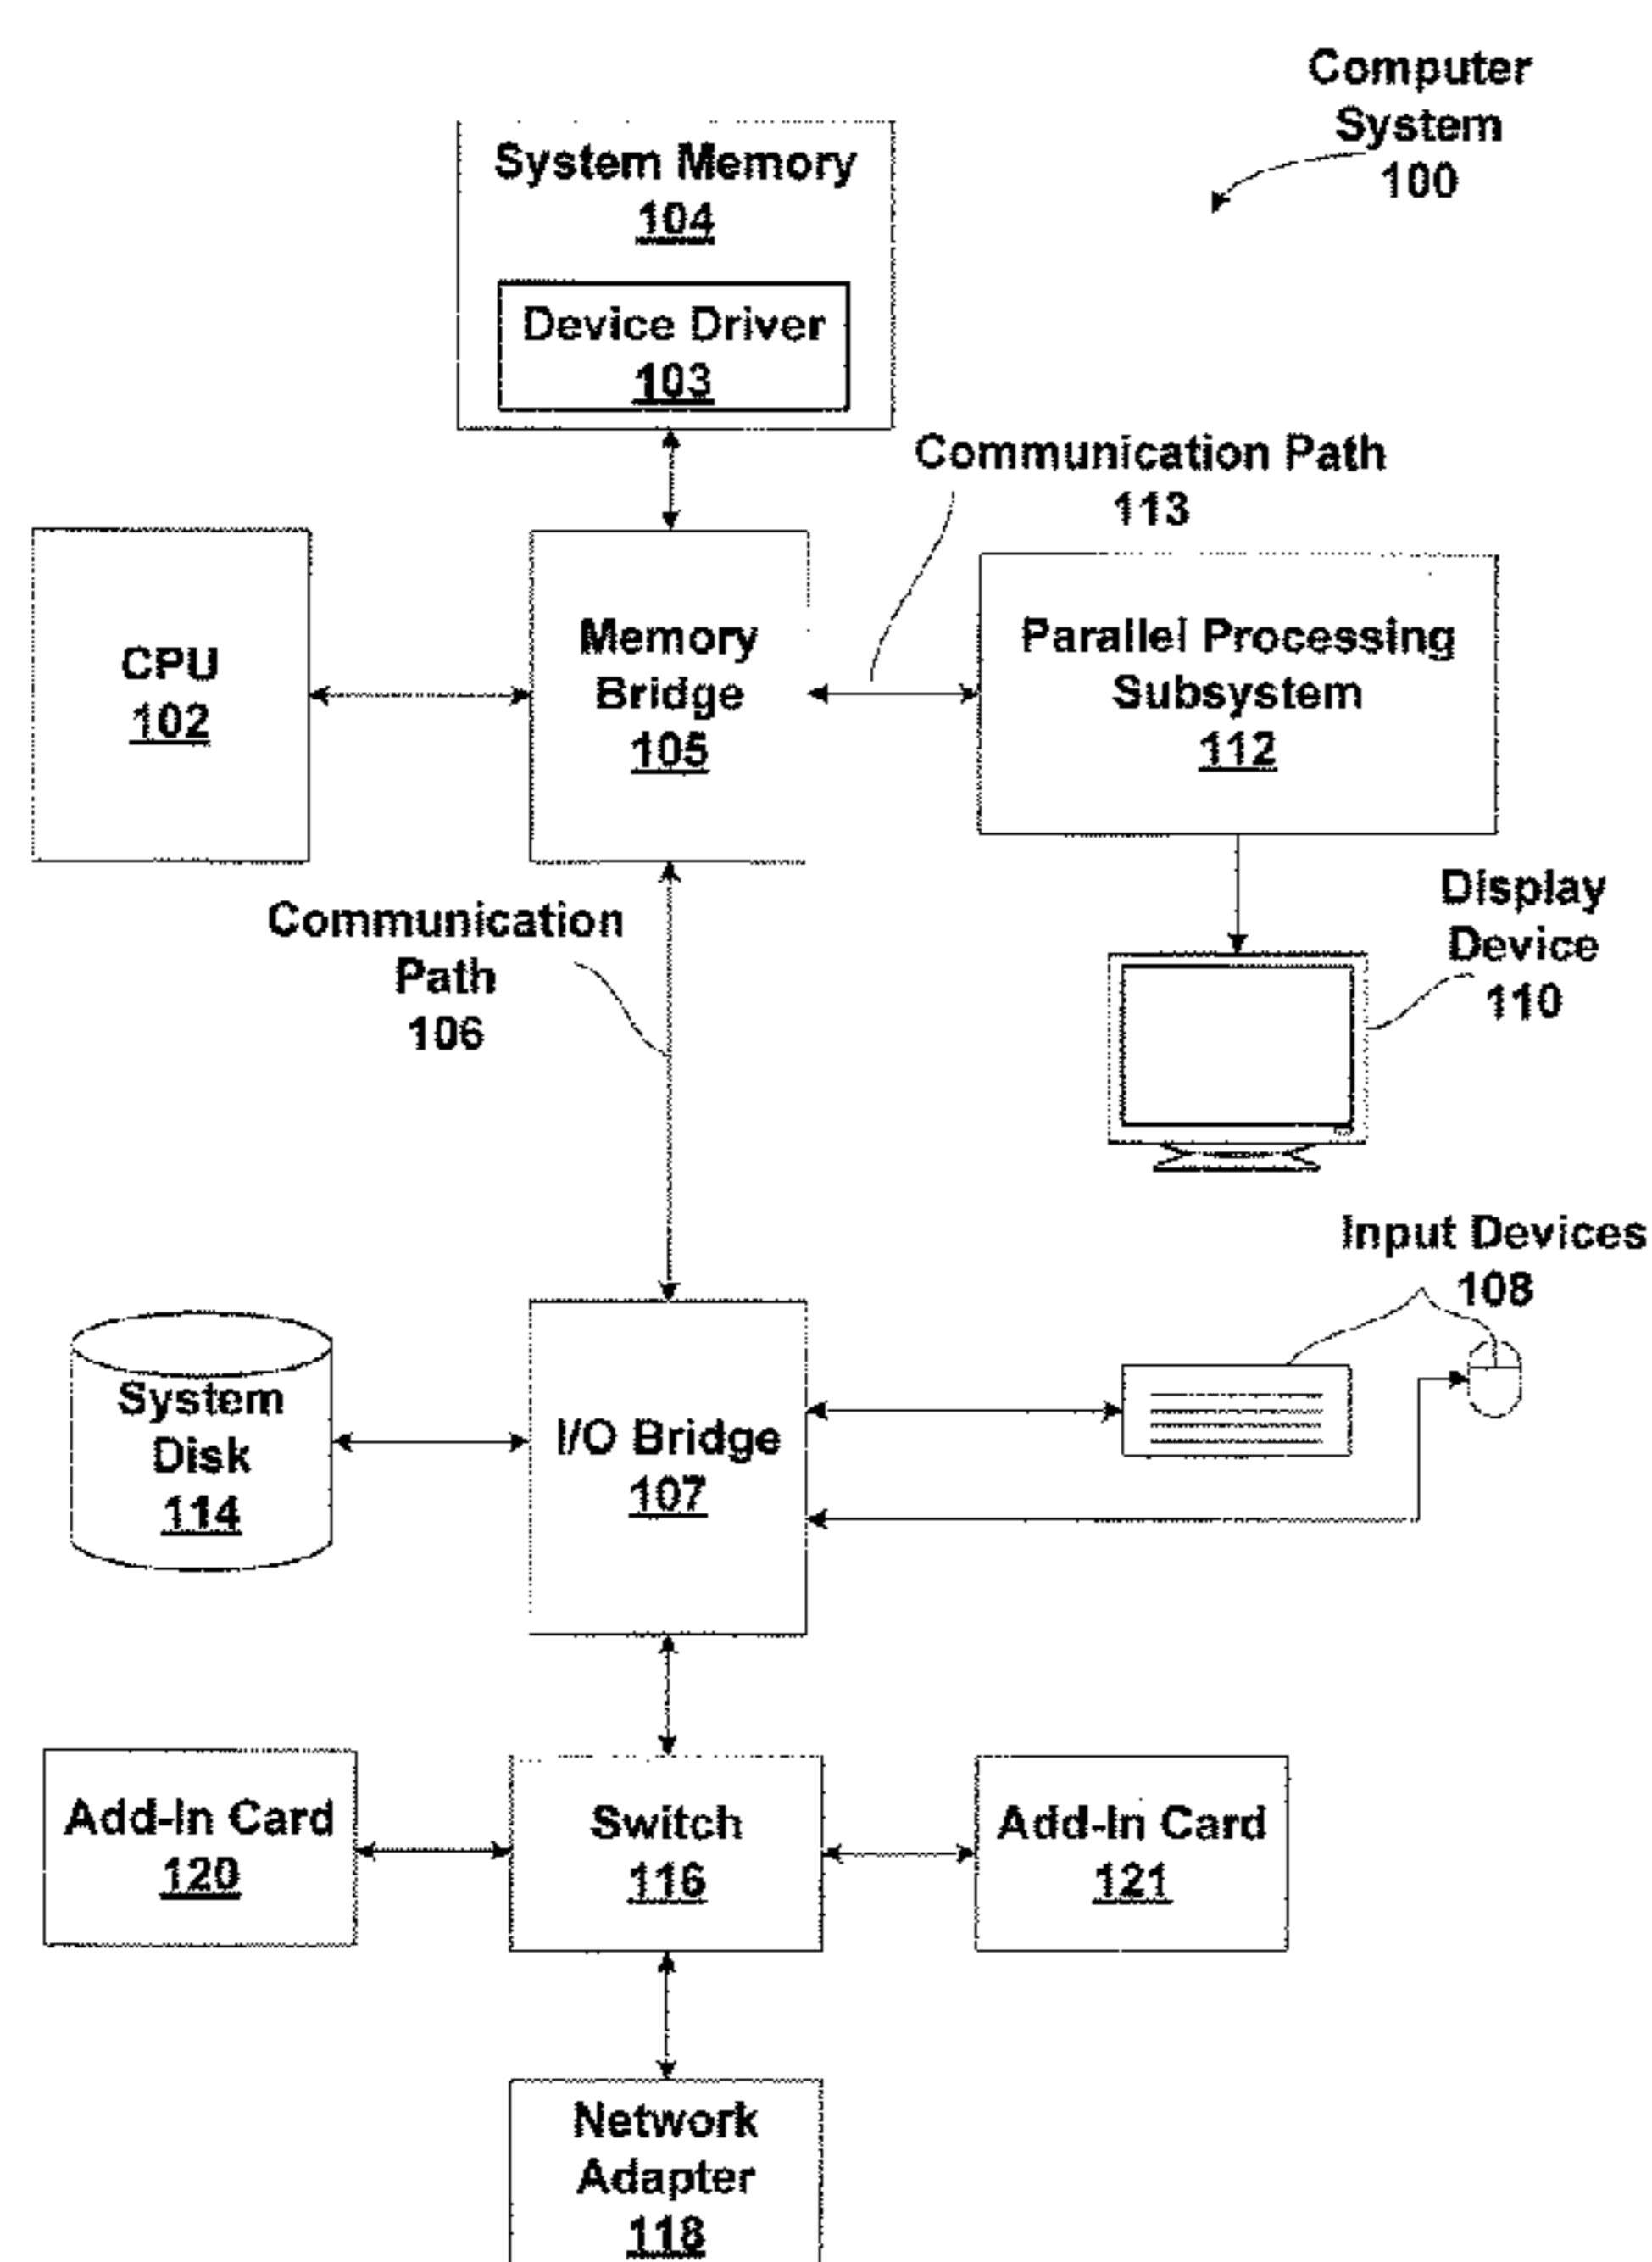 Computer
System
100
System Memory
104
Device Driver
103
Communication Path
113
CPU
102
Memory
Bridge
105
Parallel Processing
Subsystem
112
Communication
Path
106
Display
Device
110
Input Devices
108
System
Disk
114
I/O Bridge
107
Add-In Card
120
Switch
116
Add-In Card
121
Network
Adapter
118